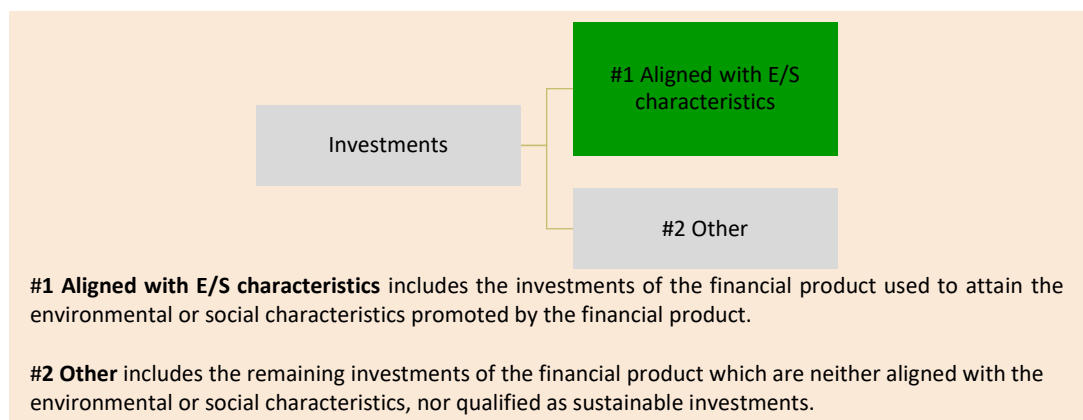 #1 Aligned with E/S
characteristics
Investments
#2 Other
#1 Aligned with E/S characteristics includes the investments of the financial product used to attain the
environmental or social characteristics promoted by the financial product.
#2 Other includes the remaining investments of the financial product which are neither aligned with the
environmental or social characteristics, nor qualified as sustainable investments.